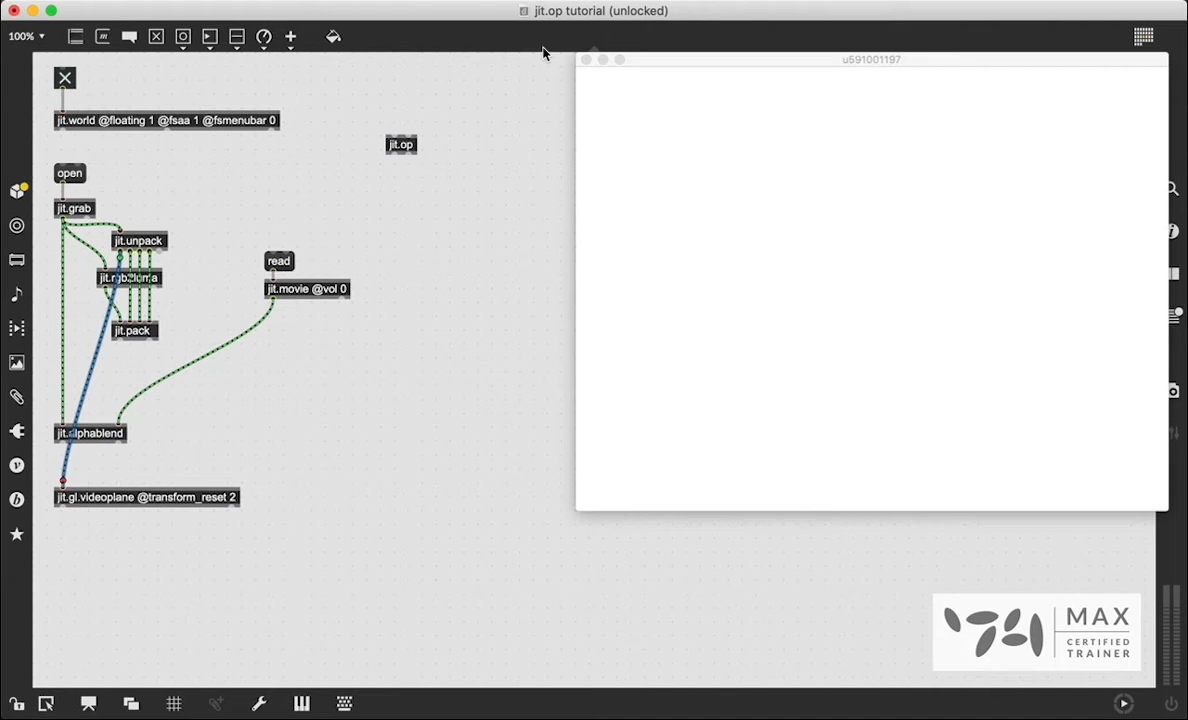 jit.op tutorial (unlocked)
100%
u591001197
jit.world @floating 1 @fsaa 1 @fsmenubar 0
jit.op
open
jit.grab
jit.unpack
read
jit.rgb2luma
jit.movie @vol 0
jit.pack
jit.alphablend
jit.gl.videoplane @transform_reset 2
MAX
CERTIFIED
TRAINER